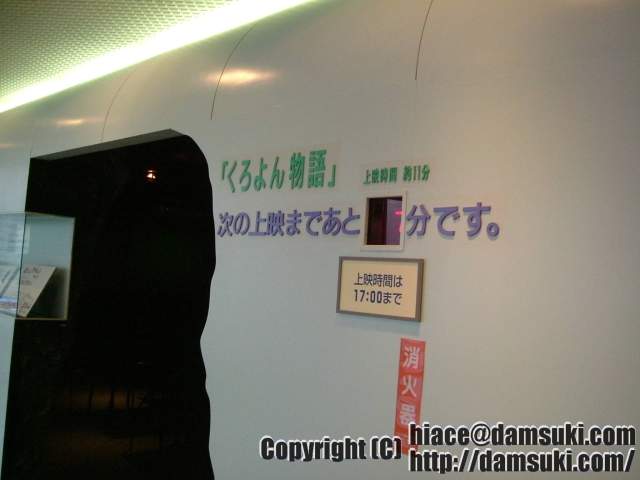 「くろよん物語」 上映時間 約11分
次の上映まであと 7分です。
上映時間は
17:00まで
消火器
Copyright (C) hiace@damsuki.com
http://damsuki.com/